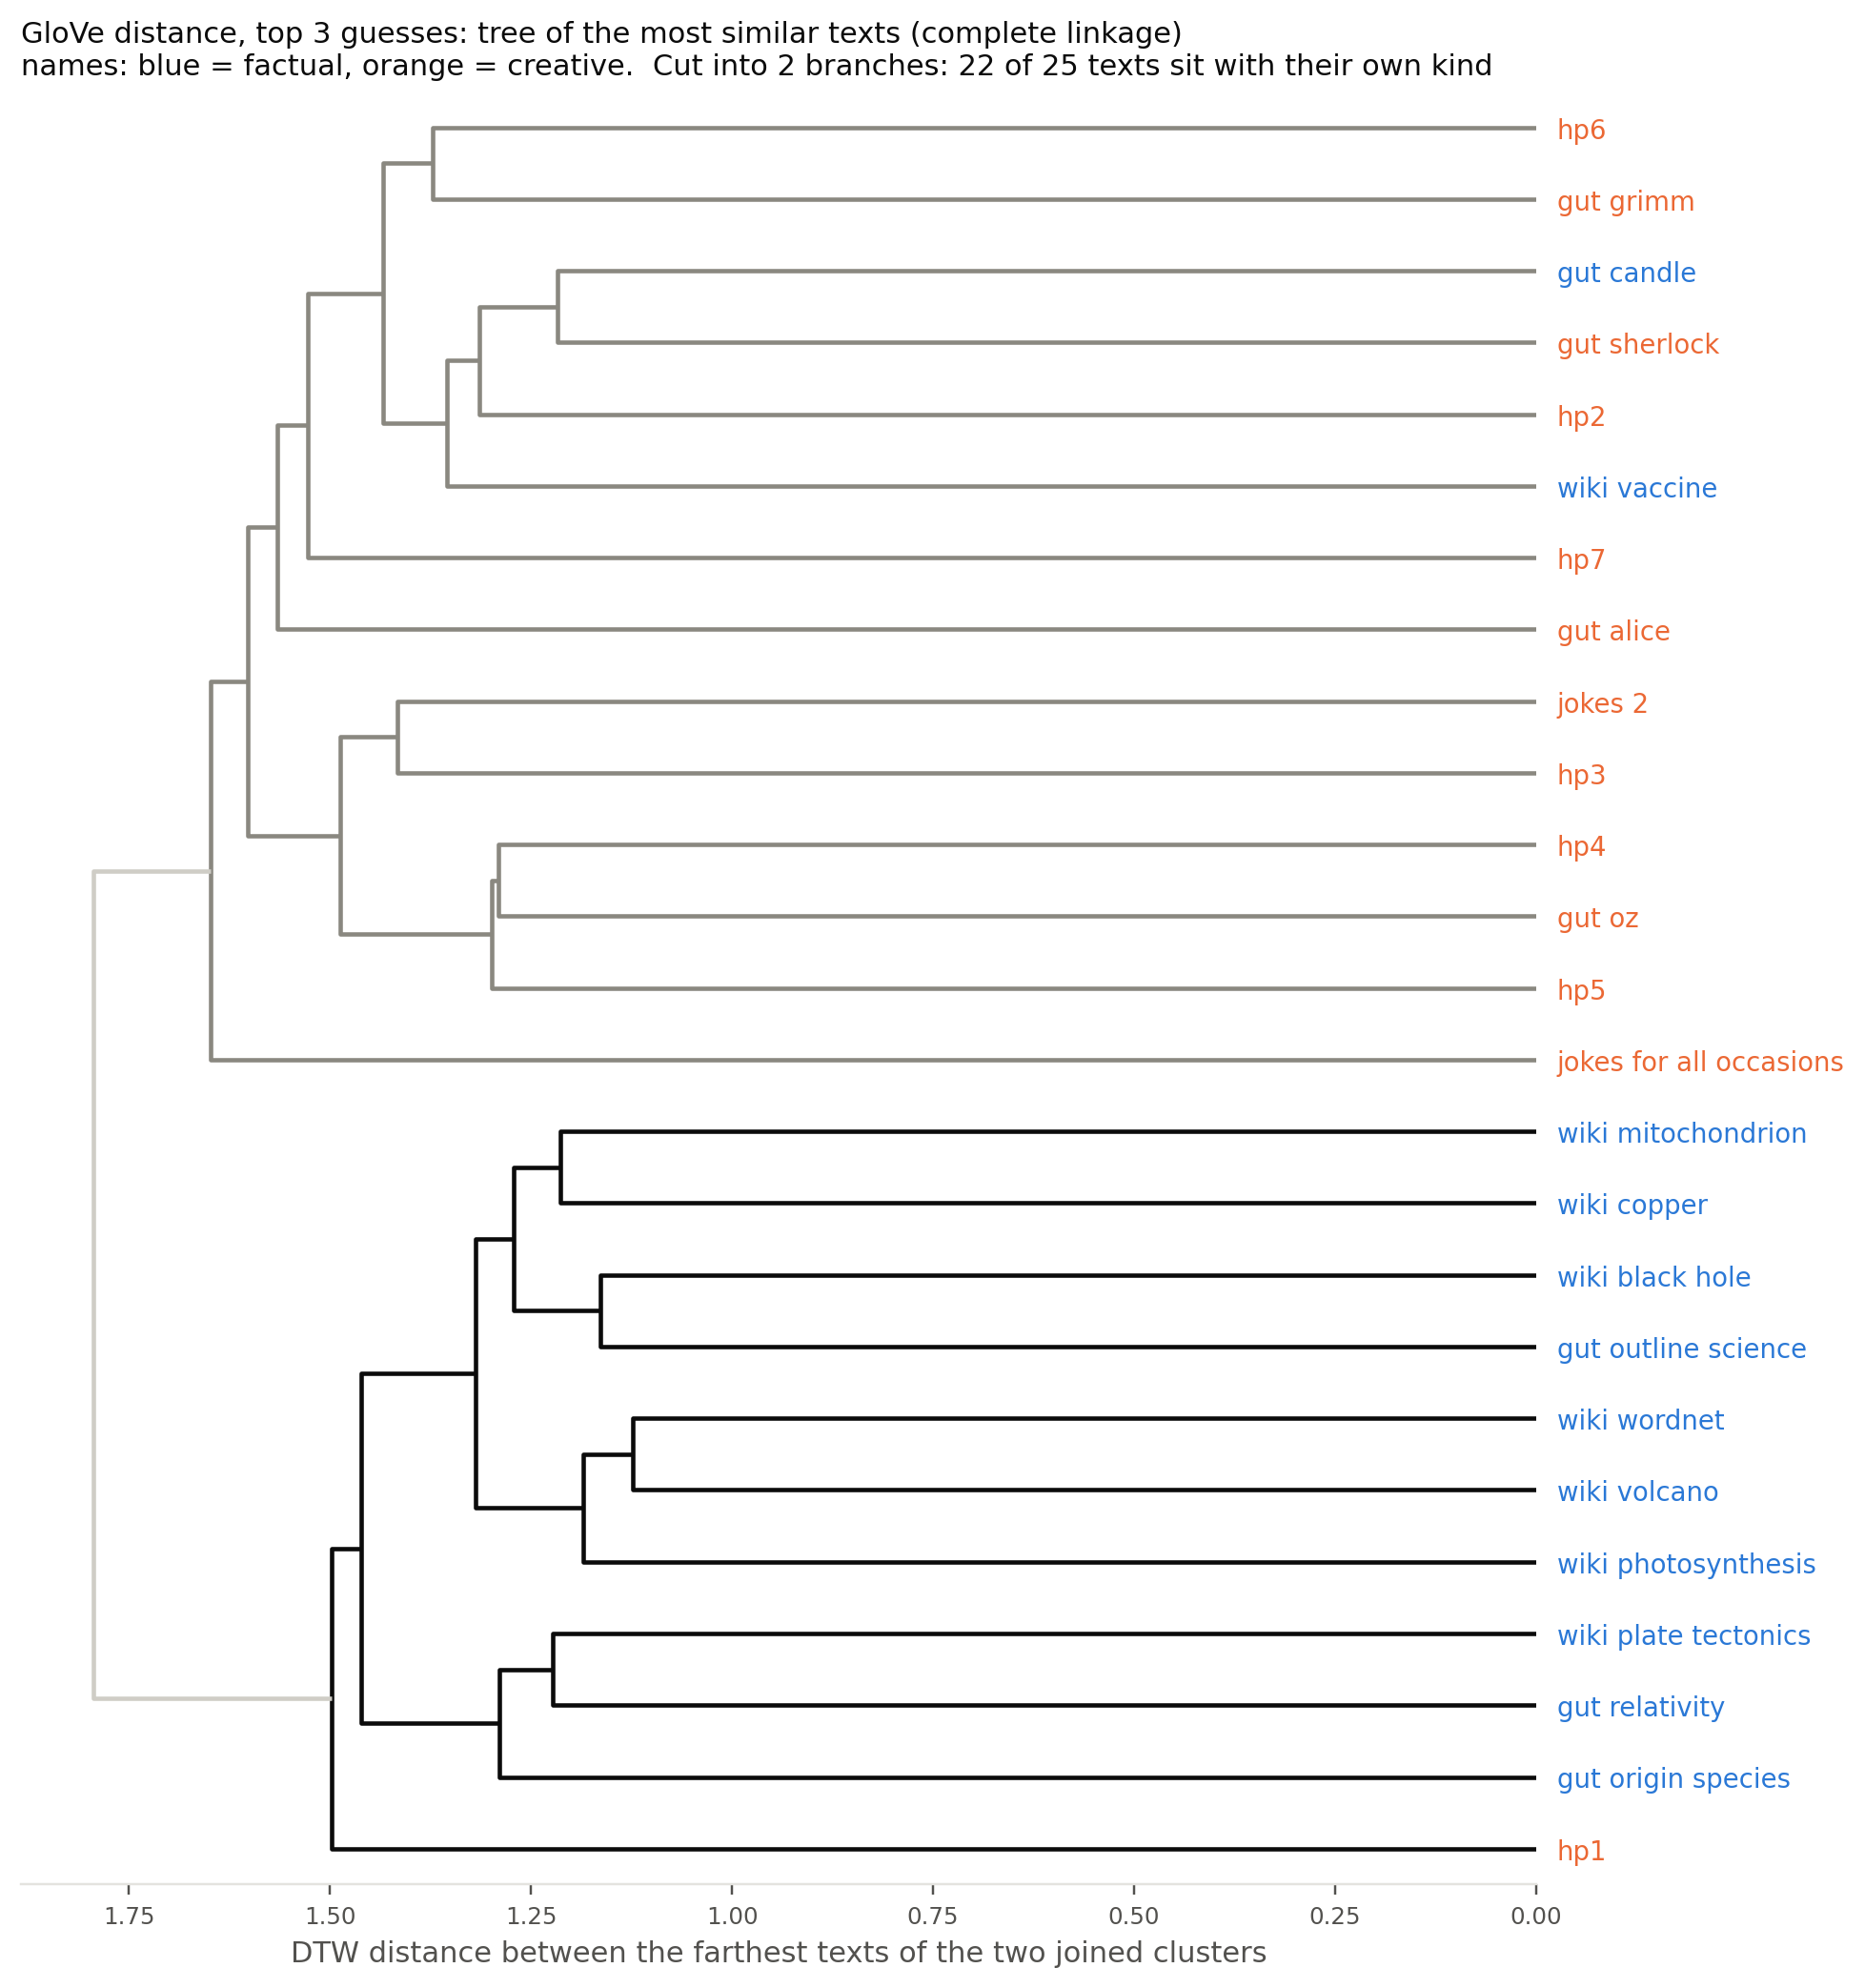 GloVe distance, top 3 guesses: tree of the most similar texts (complete linkage)
names: blue = factual, orange = creative.  Cut into 2 branches: 22 of 25 texts sit with their own kind
hp6
gut grimm
gut candle
gut sherlock
hp2
wiki vaccine
hp7
gut alice
jokes 2
hp3
hp4
gut oz
hp5
jokes for all occasions
wiki mitochondrion
wiki copper
wiki black hole
gut outline science
wiki wordnet
wiki volcano
wiki photosynthesis
wiki plate tectonics
gut relativity
gut origin species
hp1
1.75 1.50 1.25 1.00 0.75 0.50 0.25 0.00
DTW distance between the farthest texts of the two joined clusters